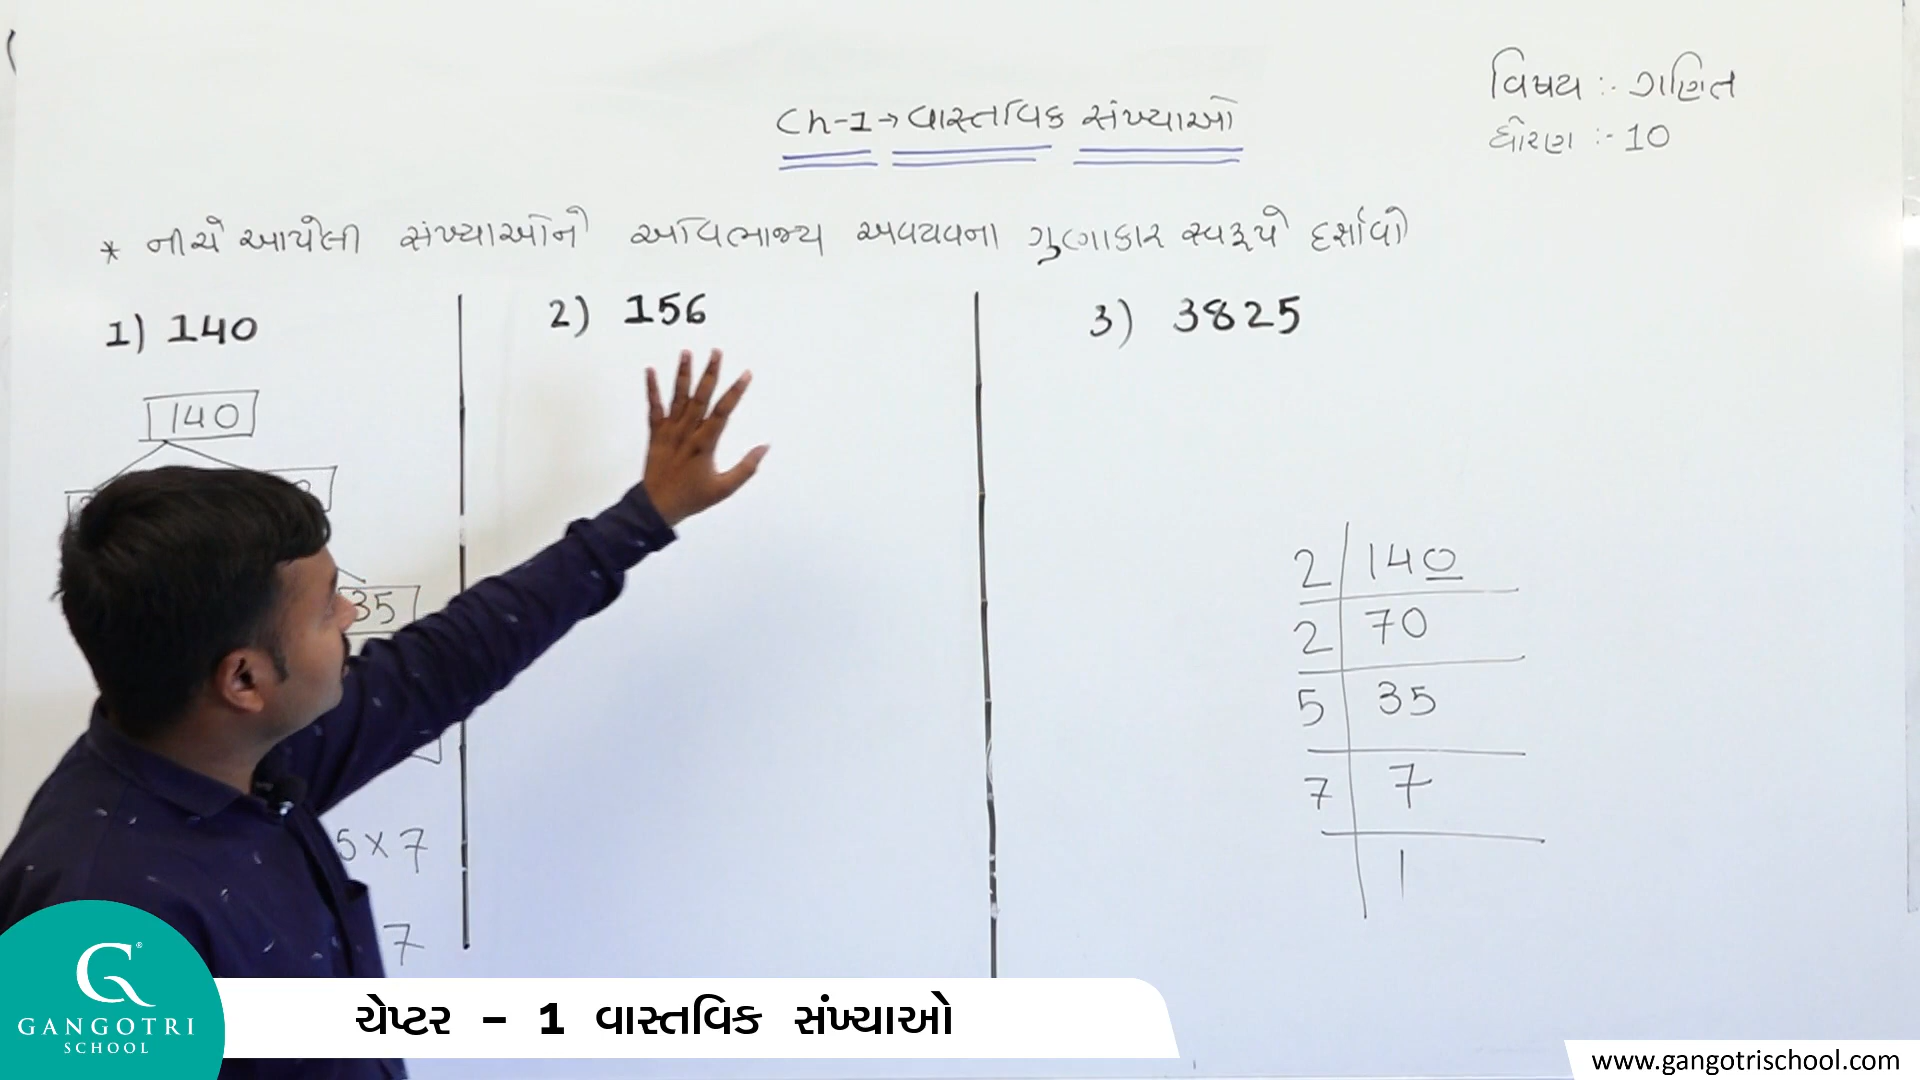 વિષય :- ગણિત
ધોરણ :- 10
Ch-1 → વાસ્તવિક સંખ્યાઓ
* નીચે આપેલી સંખ્યાઓને અવિભાજ્ય અવયવના ગુણાકાર સ્વરૂપે દર્શાવો
1) 140
2) 156
3) 3825
140
35
5 x 7
7
2 140
2 70
5 35
7 7
1
G®
GANGOTRI
SCHOOL
ચેપ્ટર – 1 વાસ્તવિક સંખ્યાઓ
www.gangotrischool.com